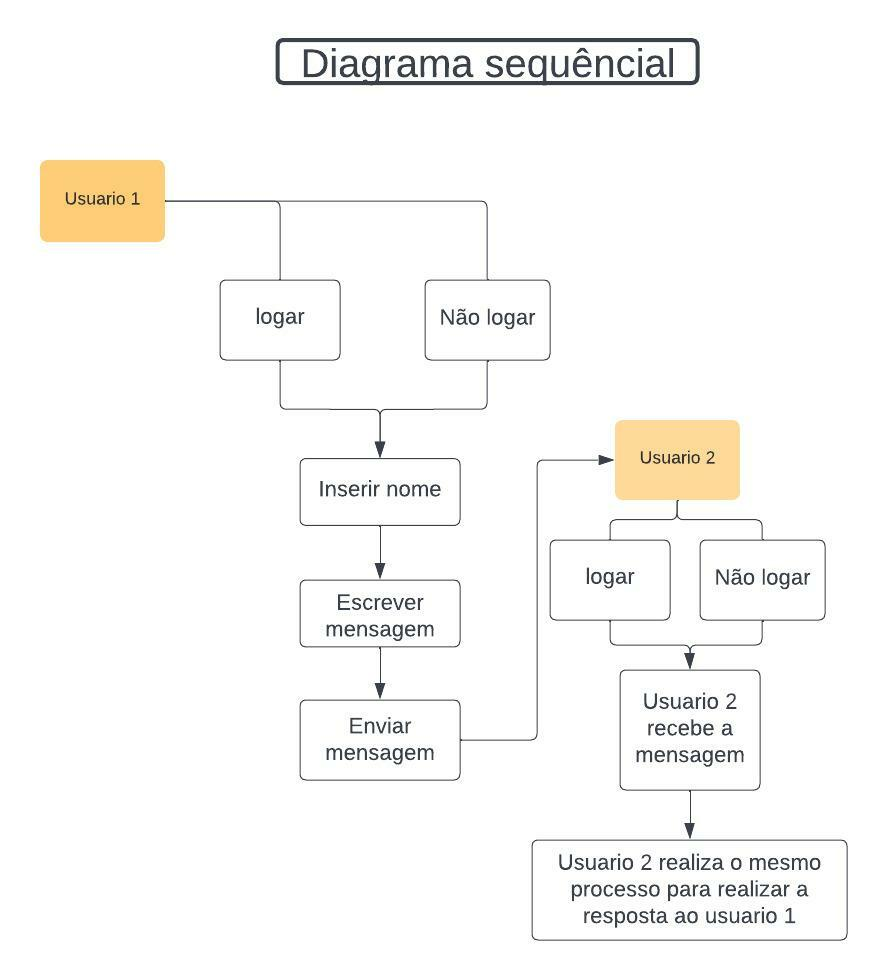 Diagrama sequêncial
Usuario 1
logar
Não logar
Inserir nome
Escrever
mensagem
Enviar
mensagem
Usuario 2
logar
Não logar
Usuario 2
recebe a
mensagem
Usuario 2 realiza o mesmo
processo para realizar a
resposta ao usuario 1